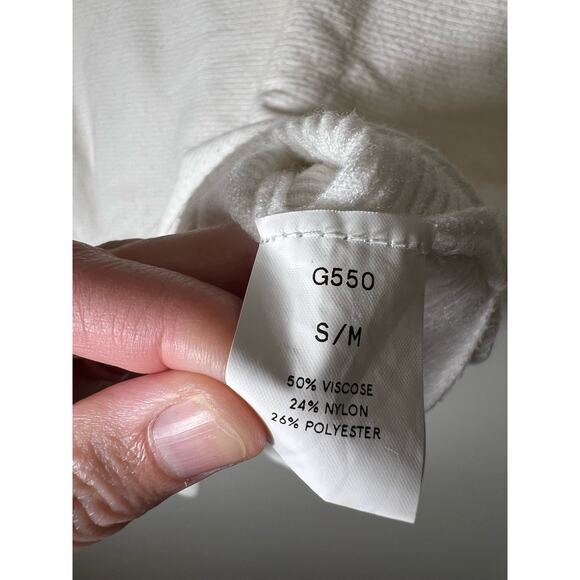 G550
S/M
50% VISCOSE
24% NYLON
26% POLYESTER